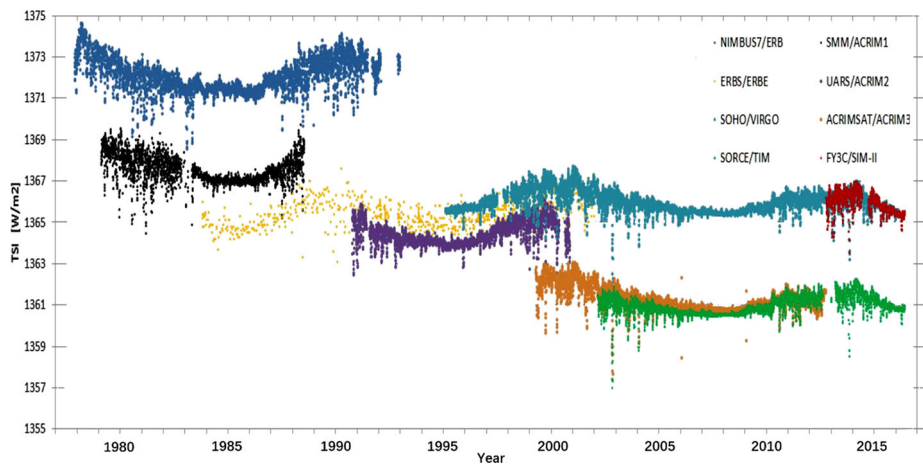 1375
1373
1371
1369
1367
1365
1363
1361
1359
1357
1355
TSI [W/m2]
NIMBUS7/ERB SMM/ACRIM1
ERBS/ERBE UARS/ACRIM2
SOHO/VIRGO ACRIMSAT/ACRIM3
SORCE/TIM FY3C/SIM-II
1980 1985 1990 1995 2000 2005 2010 2015
Year